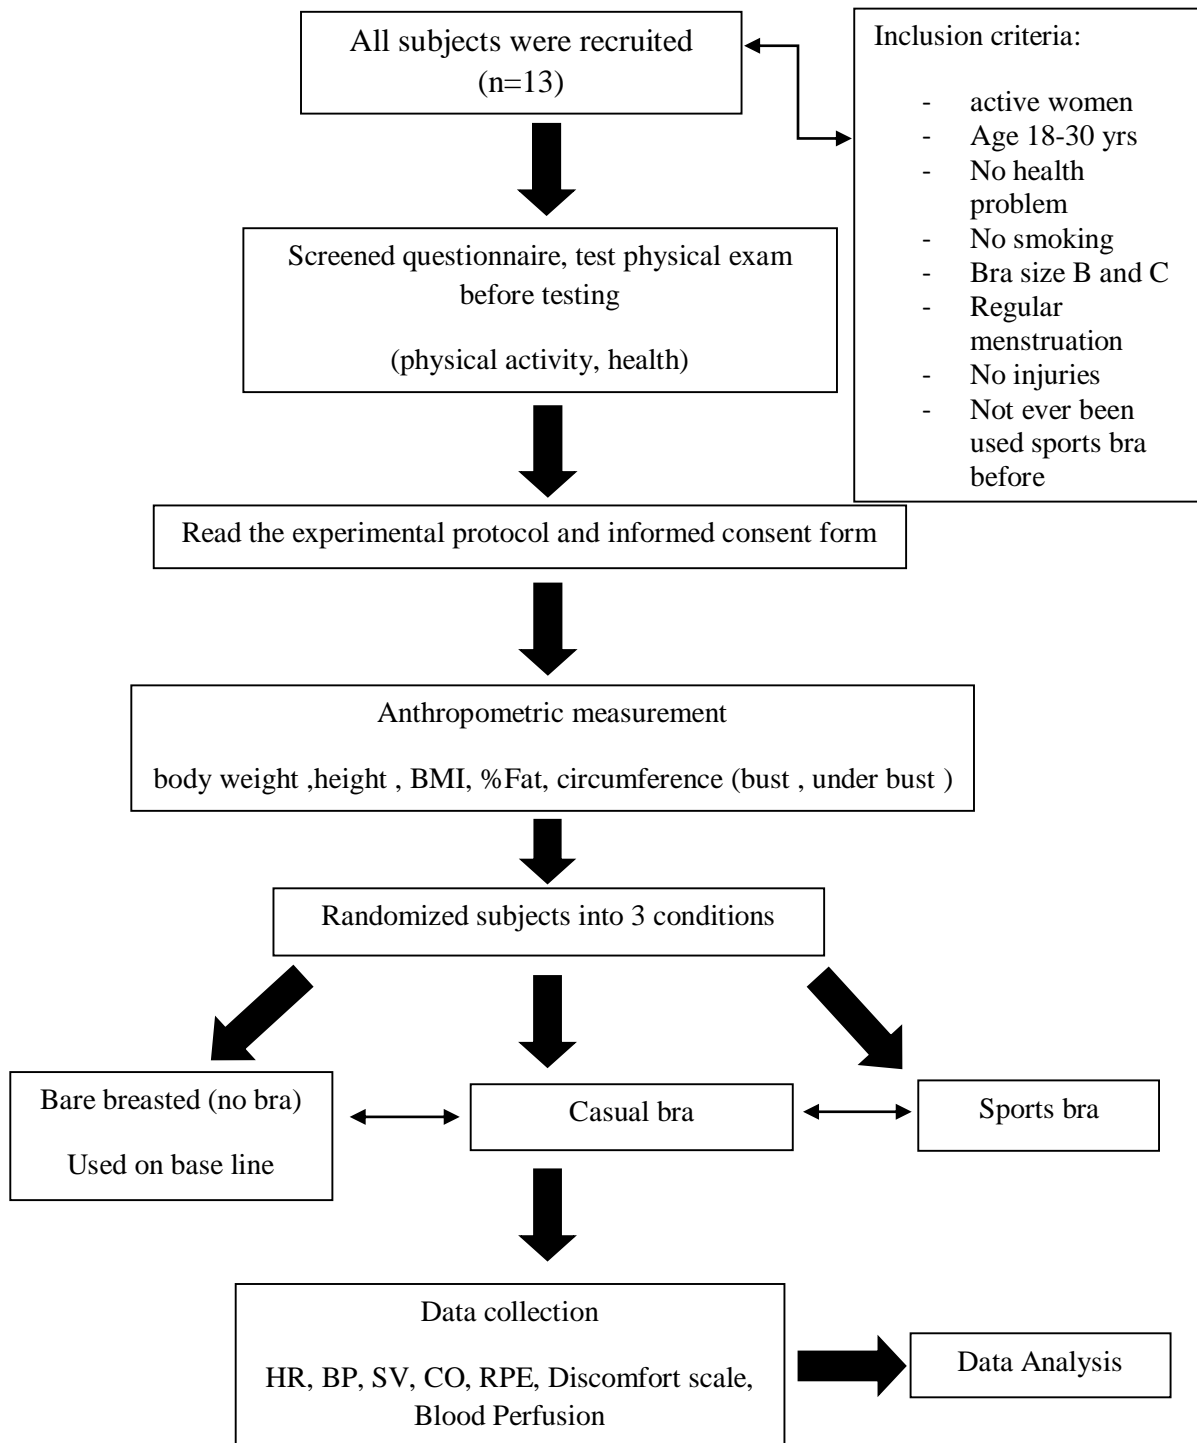 All subjects were recruited
(n=13)
Inclusion criteria:
- active women
- Age 18-30 yrs
- No health
problem
- No smoking
- Bra size B and C
- Regular
menstruation
- No injuries
- Not ever been
used sports bra
before
Screened questionnaire, test physical exam
before testing
(physical activity, health)
Read the experimental protocol and informed consent form
Anthropometric measurement
body weight ,height , BMI, %Fat, circumference (bust , under bust )
Randomized subjects into 3 conditions
Bare breasted (no bra)
Used on base line
Casual bra
Sports bra
Data collection
HR, BP, SV, CO, RPE, Discomfort scale,
Blood Perfusion
Data Analysis